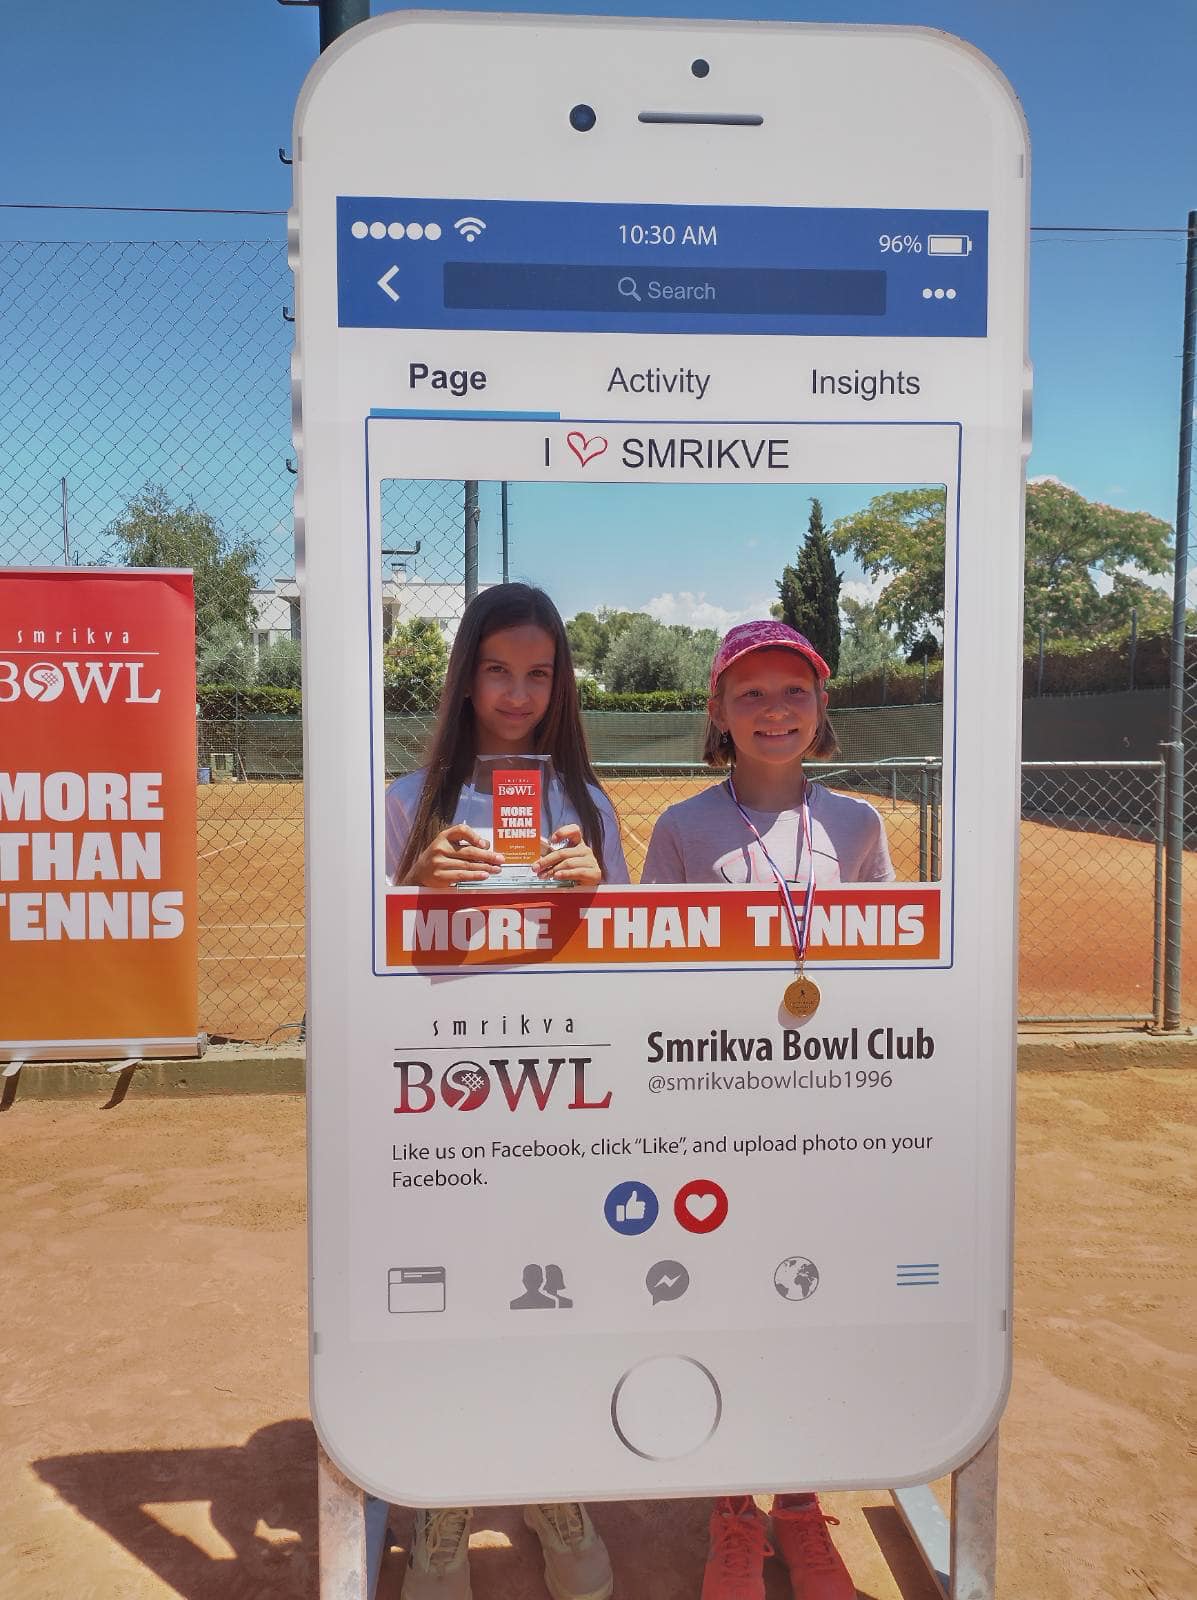 10:30 AM
96%
Search
Page Activity Insights
I SMRIKVE
smrikva
BOWL
MORE
THAN
TENNIS
smrikva
BOWL
MORE
THAN
TENNIS
MORE THAN TENNIS
smrikva
BOWL
Smrikva Bowl Club
@smrikvabowlclub1996
Like us on Facebook, click “Like”, and upload photo on your
Facebook.